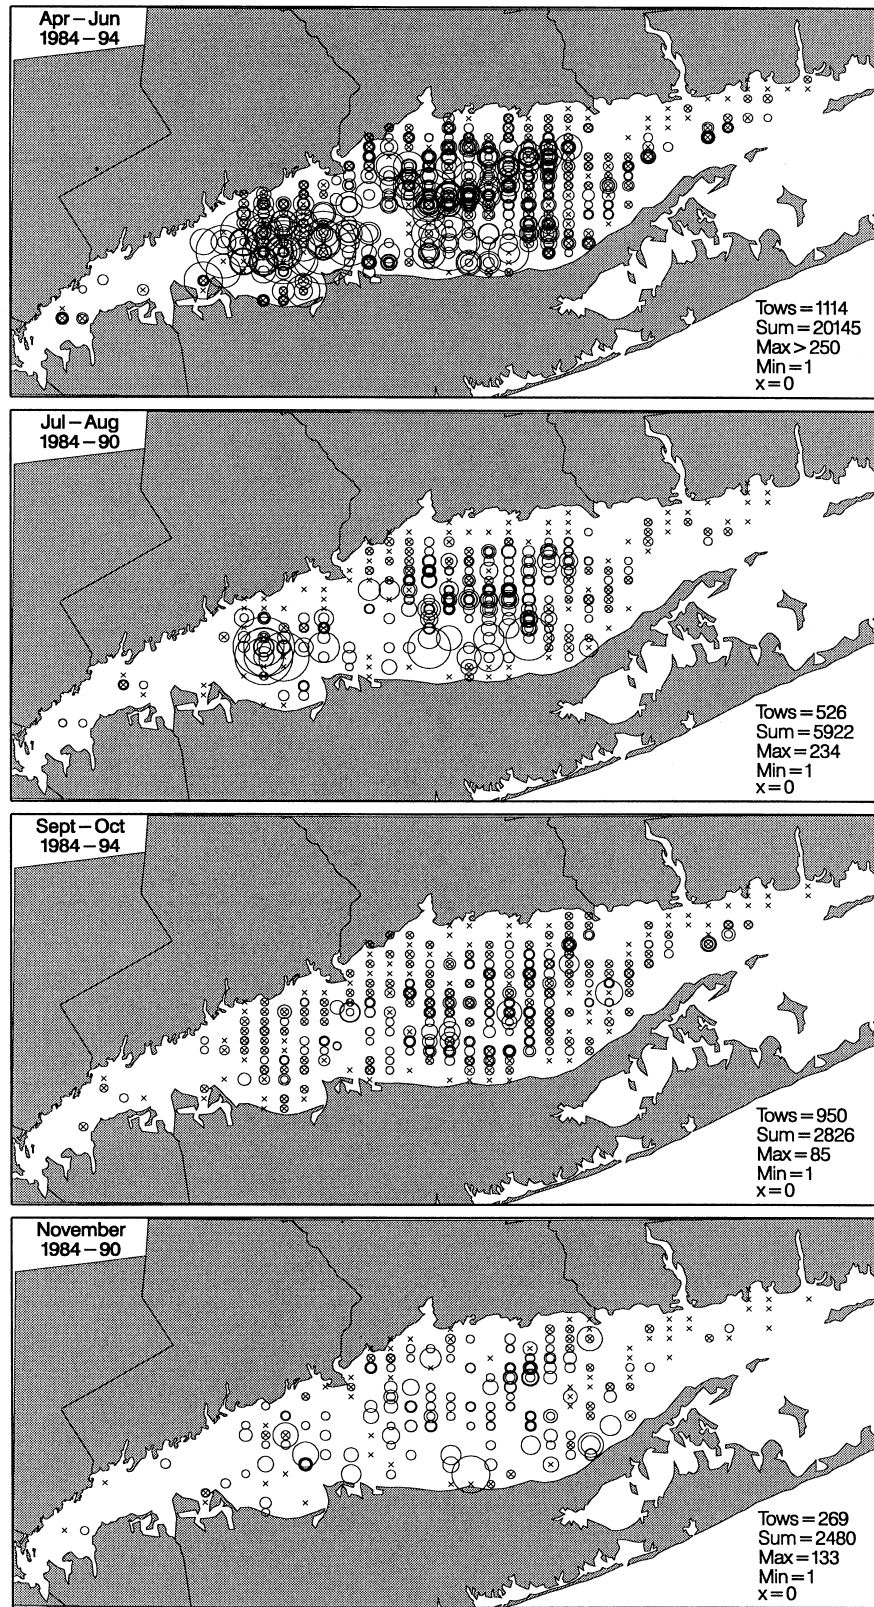 Apr – Jun
1984 – 94
Tows = 1114
Sum = 20145
Max > 250
Min = 1
x = 0
Jul – Aug
1984 – 90
Tows = 526
Sum = 5922
Max = 234
Min = 1
x = 0
Sept – Oct
1984 – 94
Tows = 950
Sum = 2826
Max = 85
Min = 1
x = 0
November
1984 – 90
Tows = 269
Sum = 2480
Max = 133
Min = 1
x = 0